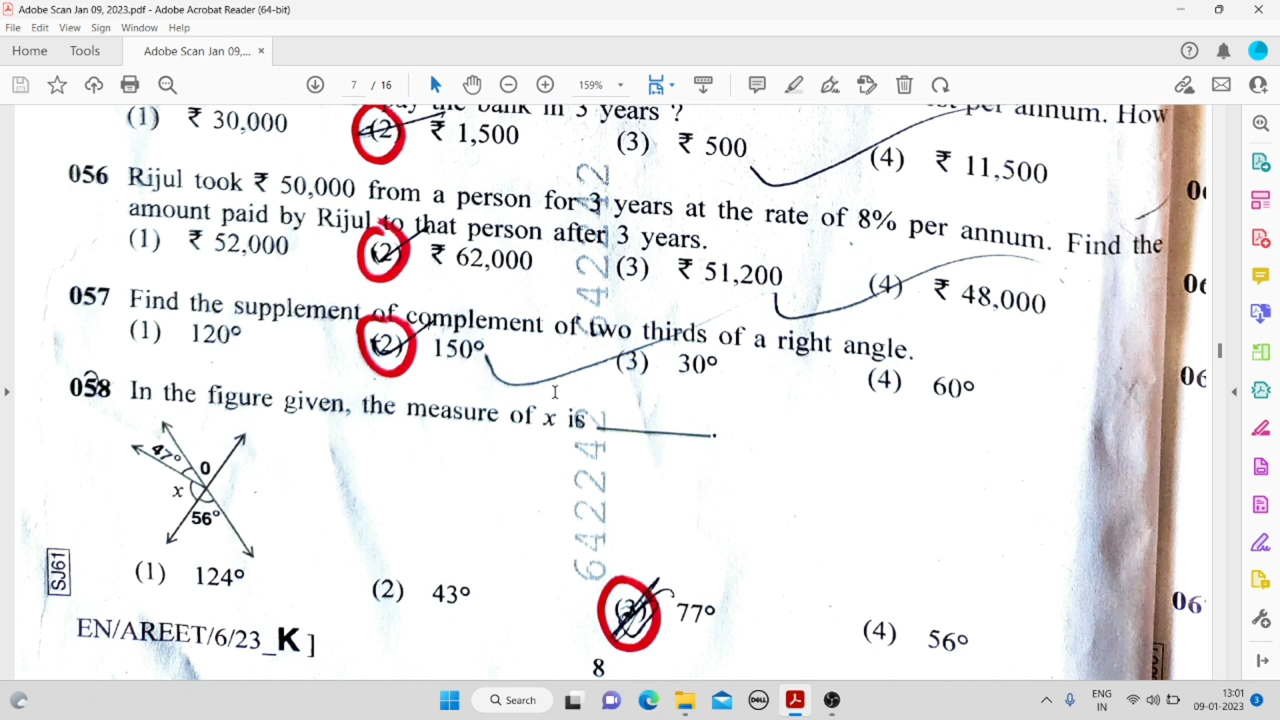 Adobe Scan Jan 09, 2023.pdf - Adobe Acrobat Reader (64-bit)
File Edit View Sign Window Help
Home Tools Adobe Scan Jan 09,... ×
7 / 16 159%
the bank in 3 years ? per annum. How
(1) ₹ 30,000 (2) ₹ 1,500 (3) ₹ 500 (4) ₹ 11,500
056 Rijul took ₹ 50,000 from a person for 3 years at the rate of 8% per annum. Find the
amount paid by Rijul to that person after 3 years.
(1) ₹ 52,000 (2) ₹ 62,000 (3) ₹ 51,200 (4) ₹ 48,000
057 Find the supplement of complement of two thirds of a right angle.
(1) 120° (2) 150° (3) 30° (4) 60°
058 In the figure given, the measure of x is ________.
47°
0
x
56°
(1) 124° (2) 43° (3) 77° (4) 56°
SJ61
EN/AREET/6/23_K ]
8
642242
06
Search
DELL
ENG
IN
13:01
09-01-2023
3